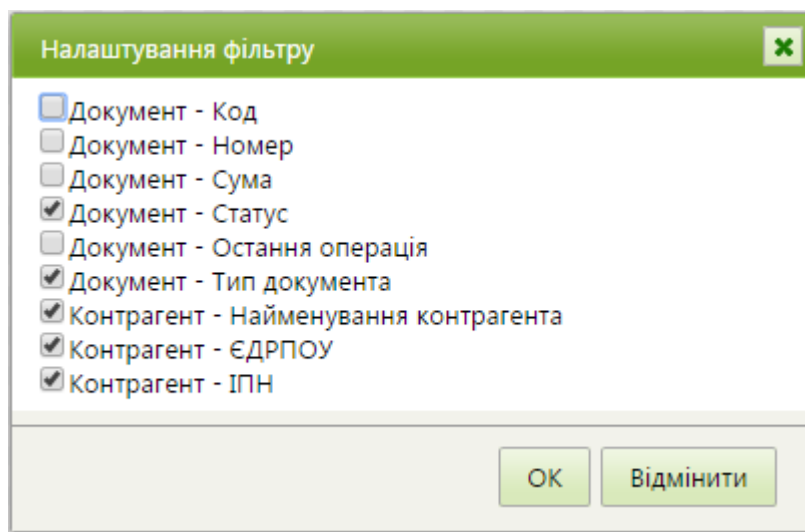 Налаштування фільтру
Документ - Код
Документ - Номер
Документ - Сума
Документ - Статус
Документ - Остання операція
Документ - Тип документа
Контрагент - Найменування контрагента
Контрагент - ЄДРПОУ
Контрагент - ІПН
ОК Відмінити